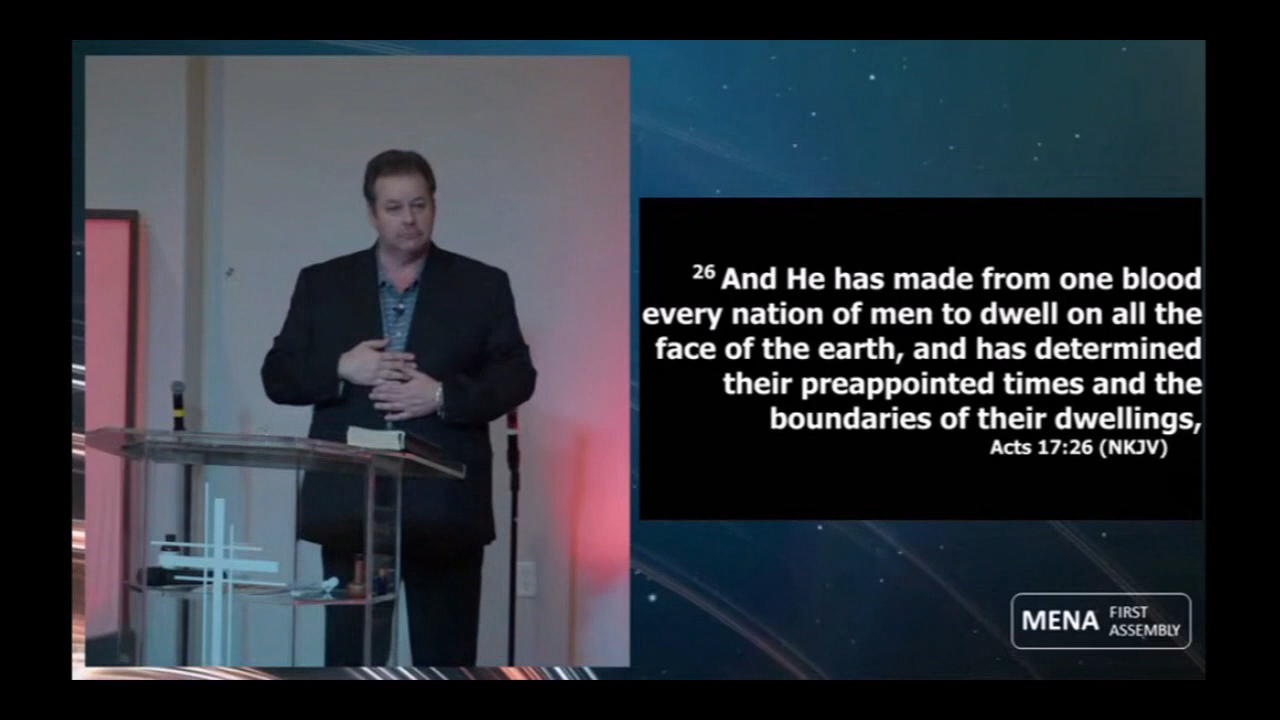 26 And He has made from one blood
every nation of men to dwell on all the
face of the earth, and has determined
their preappointed times and the
boundaries of their dwellings,
Acts 17:26 (NKJV)
MENA FIRST
ASSEMBLY